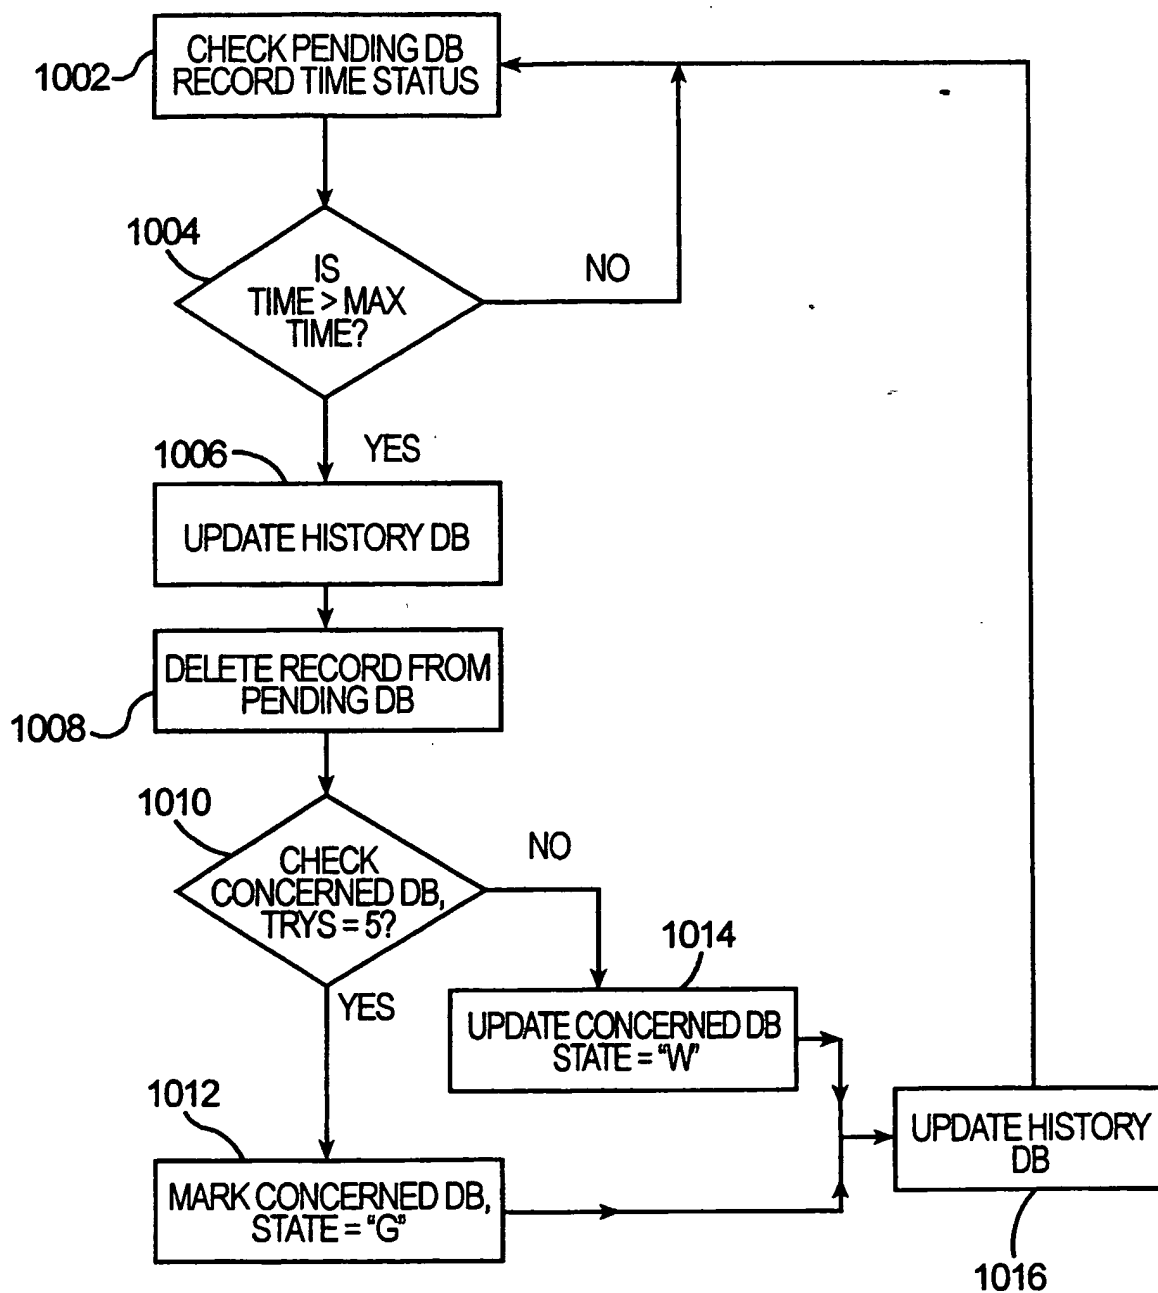 1002
CHECK PENDING DB
RECORD TIME STATUS
1004
IS
TIME > MAX
TIME?
NO
YES
1006
UPDATE HISTORY DB
DELETE RECORD FROM
PENDING DB
1008
1010
CHECK
CONCERNED DB,
TRYS = 5?
NO
YES
1014
UPDATE CONCERNED DB
STATE = "W"
1012
MARK CONCERNED DB,
STATE = "G"
UPDATE HISTORY
DB
1016